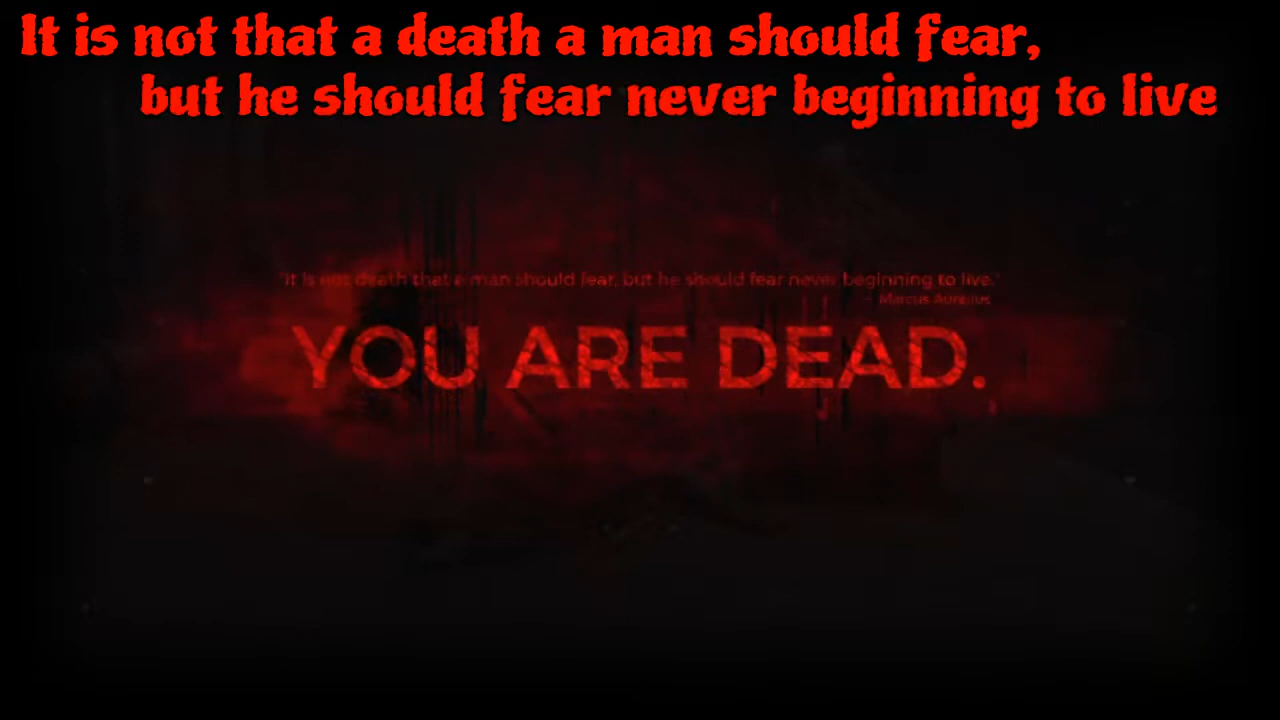 It is not that a death a man should fear,
but he should fear never beginning to live
"It is not death that a man should fear, but he should fear never beginning to live."
- Marcus Aurelius
YOU ARE DEAD.